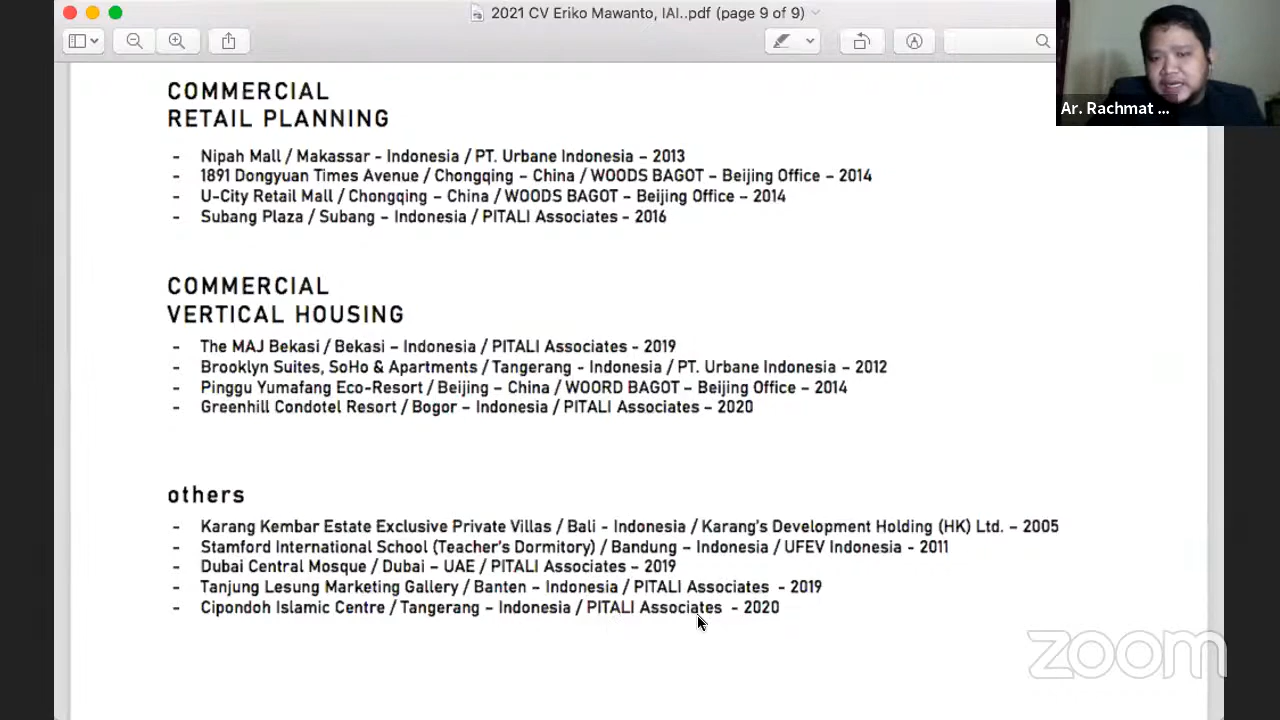 2021 CV Eriko Mawanto, IAI..pdf (page 9 of 9)
Ar. Rachmat ...
COMMERCIAL
RETAIL PLANNING
- Nipah Mall / Makassar - Indonesia / PT. Urbane Indonesia – 2013
- 1891 Dongyuan Times Avenue / Chongqing – China / WOODS BAGOT – Beijing Office – 2014
- U-City Retail Mall / Chongqing – China / WOODS BAGOT – Beijing Office – 2014
- Subang Plaza / Subang – Indonesia / PITALI Associates - 2016
COMMERCIAL
VERTICAL HOUSING
- The MAJ Bekasi / Bekasi – Indonesia / PITALI Associates - 2019
- Brooklyn Suites, SoHo & Apartments / Tangerang - Indonesia / PT. Urbane Indonesia – 2012
- Pinggu Yumafang Eco-Resort / Beijing – China / WOORD BAGOT – Beijing Office – 2014
- Greenhill Condotel Resort / Bogor – Indonesia / PITALI Associates – 2020
others
- Karang Kembar Estate Exclusive Private Villas / Bali - Indonesia / Karang's Development Holding (HK) Ltd. – 2005
- Stamford International School (Teacher's Dormitory) / Bandung – Indonesia / UFEV Indonesia - 2011
- Dubai Central Mosque / Dubai – UAE / PITALI Associates - 2019
- Tanjung Lesung Marketing Gallery / Banten – Indonesia / PITALI Associates - 2019
- Cipondoh Islamic Centre / Tangerang – Indonesia / PITALI Associates - 2020
zoom